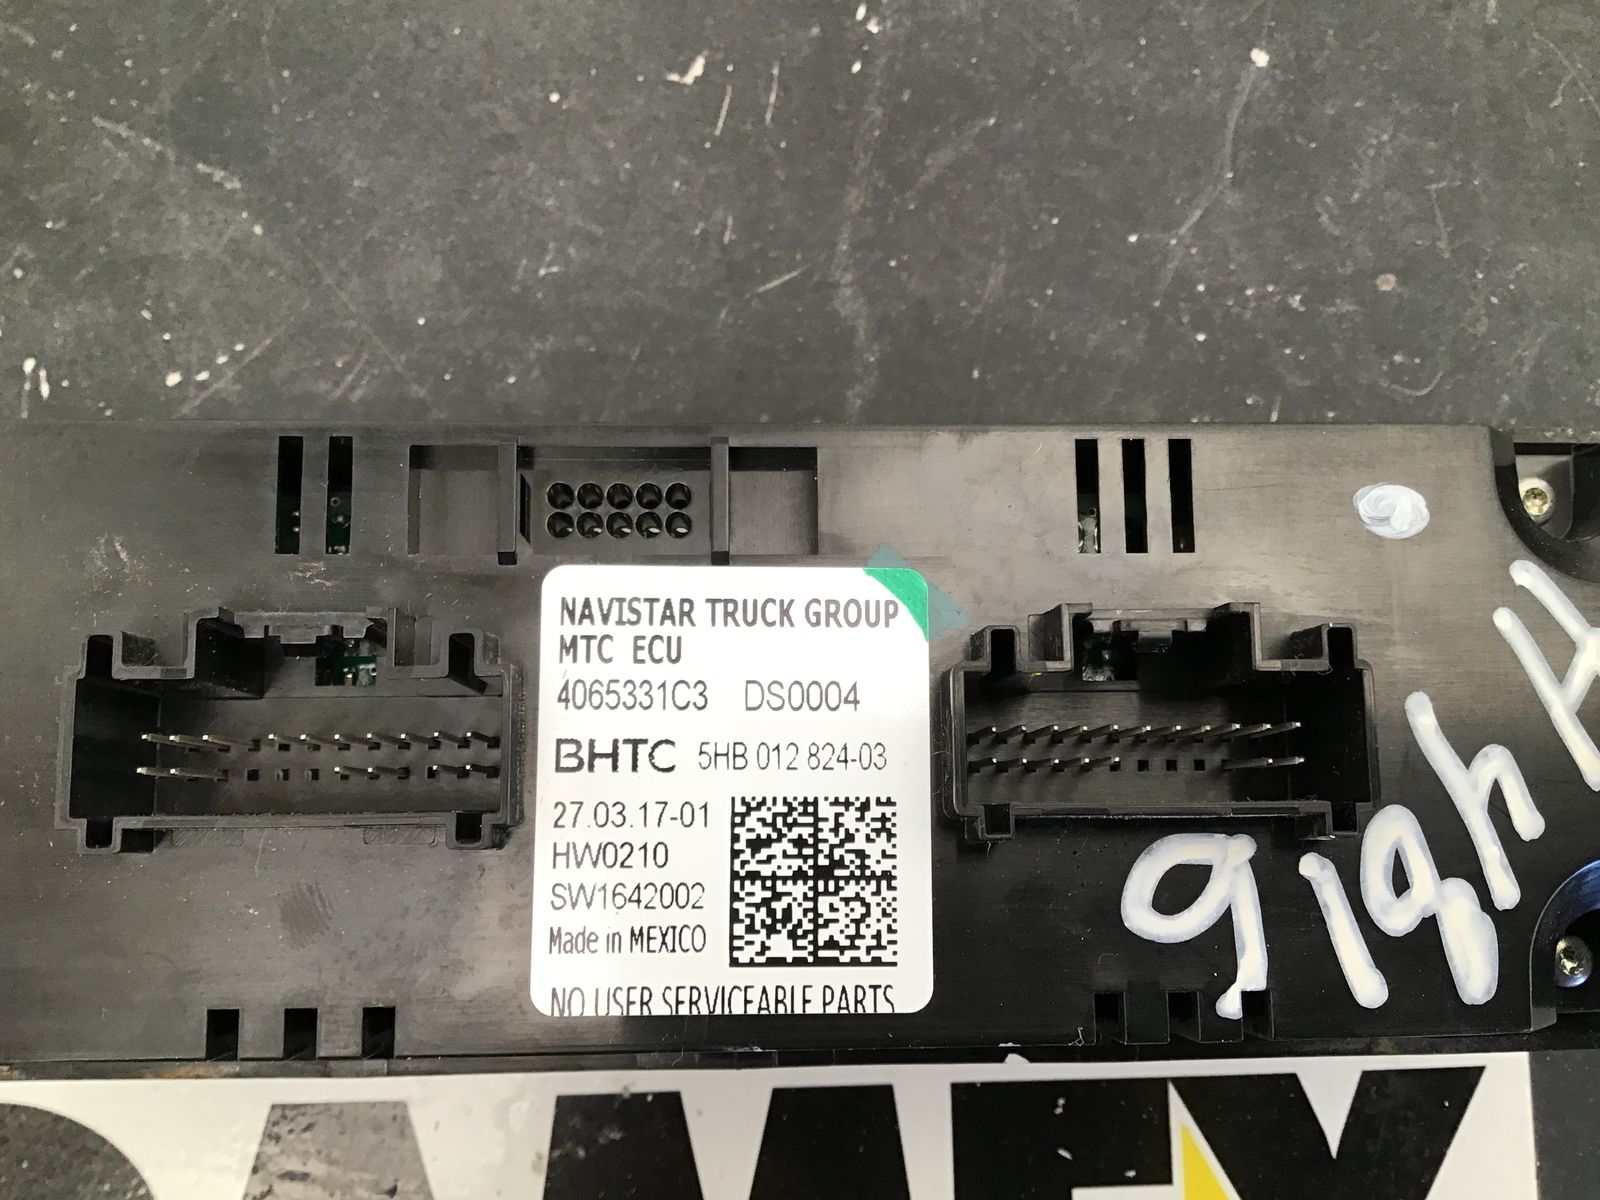 NAVISTAR TRUCK GROUP
MTC ECU
4065331C3 DS0004
BHTC 5HB 012 824-03
27.03.17-01
HW0210
SW1642002
Made in MEXICO
NO USER SERVICEABLE PARTS